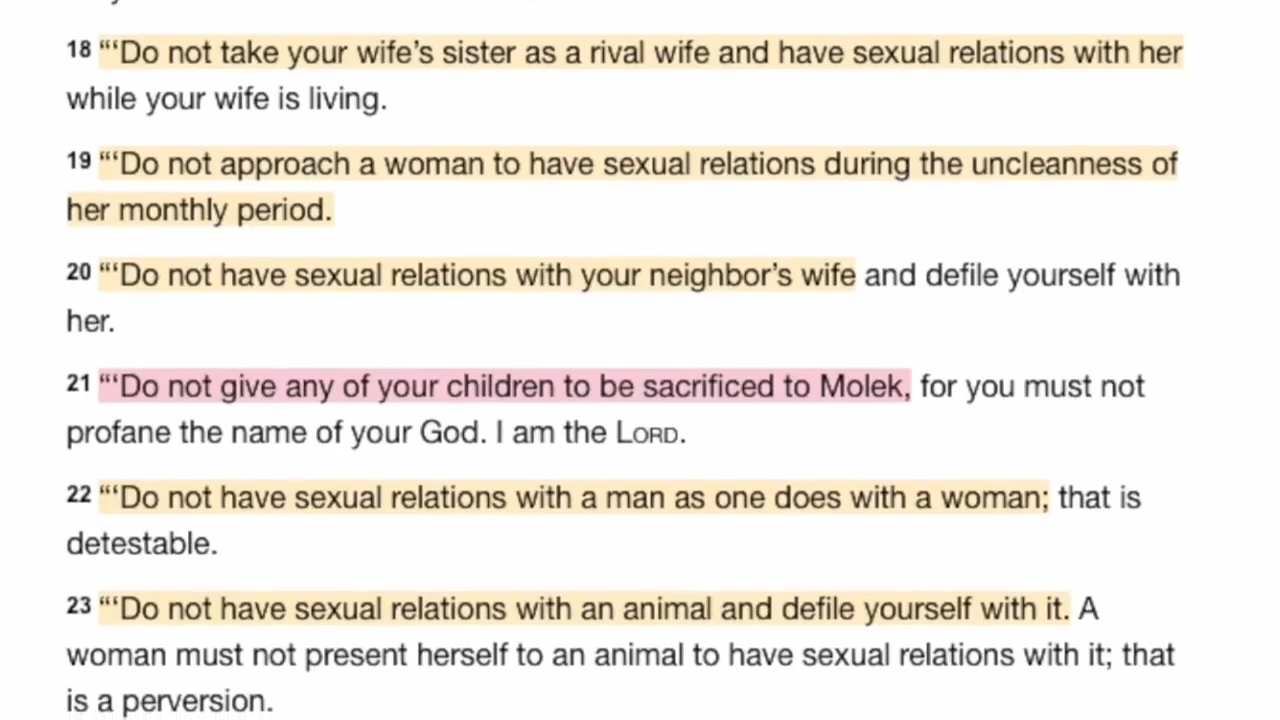 18 “‘Do not take your wife’s sister as a rival wife and have sexual relations with her
while your wife is living.
19 “‘Do not approach a woman to have sexual relations during the uncleanness of
her monthly period.
20 “‘Do not have sexual relations with your neighbor’s wife and defile yourself with
her.
21 “‘Do not give any of your children to be sacrificed to Molek, for you must not
profane the name of your God. I am the LORD.
22 “‘Do not have sexual relations with a man as one does with a woman; that is
detestable.
23 “‘Do not have sexual relations with an animal and defile yourself with it. A
woman must not present herself to an animal to have sexual relations with it; that
is a perversion.